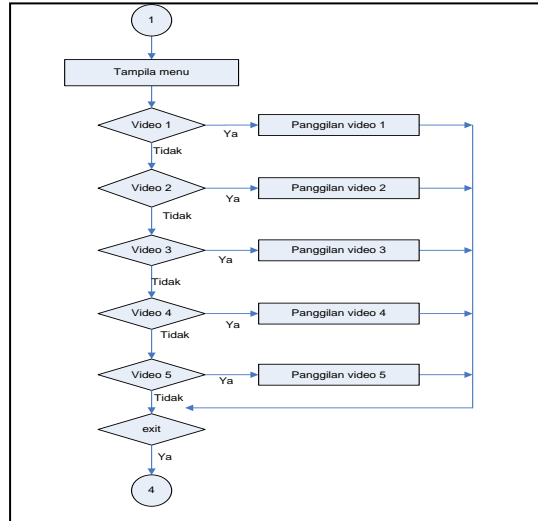 1
Tampila menu
Video 1
Ya
Panggilan video 1
Tidak
Video 2
Ya
Panggilan video 2
Tidak
Video 3
Ya
Panggilan video 3
Tidak
Video 4
Ya
Panggilan video 4
Tidak
Video 5
Ya
Panggilan video 5
Tidak
exit
Ya
4